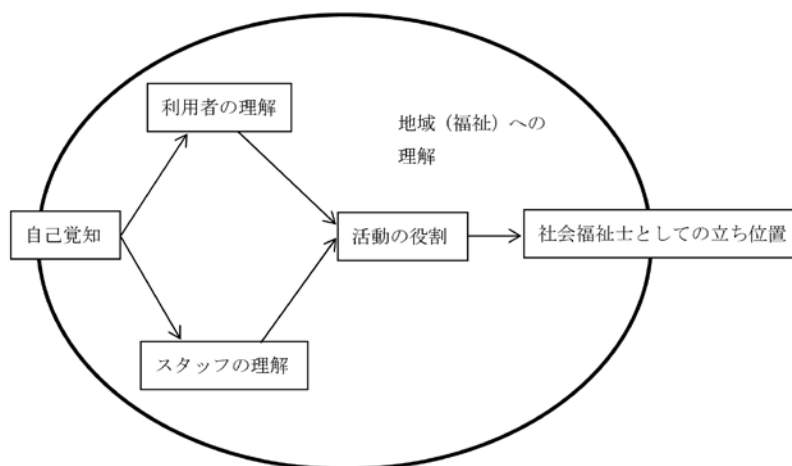 利用者の理解
地域（福祉）への
理解
自己覚知
活動の役割
社会福祉士としての立ち位置
スタッフの理解